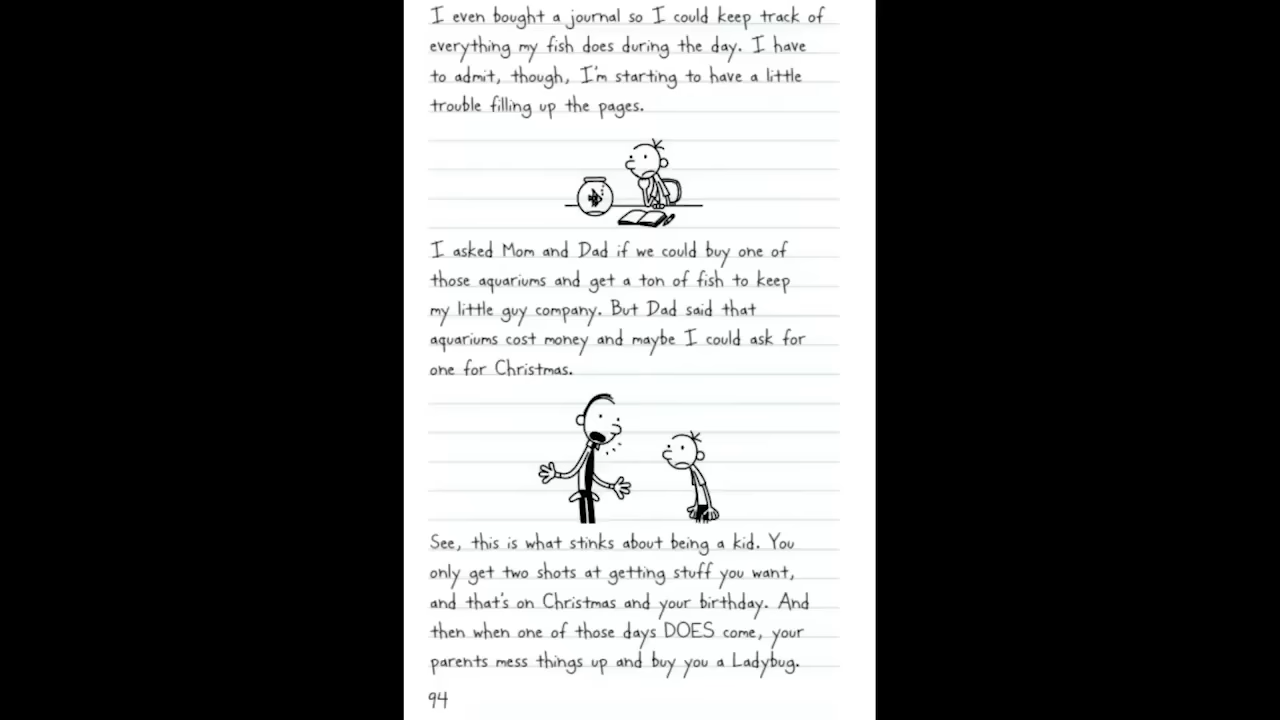 I even bought a journal so I could keep track of
everything my fish does during the day. I have
to admit, though, I'm starting to have a little
trouble filling up the pages.
I asked Mom and Dad if we could buy one of
those aquariums and get a ton of fish to keep
my little guy company. But Dad said that
aquariums cost money and maybe I could ask for
one for Christmas.
See, this is what stinks about being a kid. You
only get two shots at getting stuff you want,
and that's on Christmas and your birthday. And
then when one of those days DOES come, your
parents mess things up and buy you a Ladybug.
94